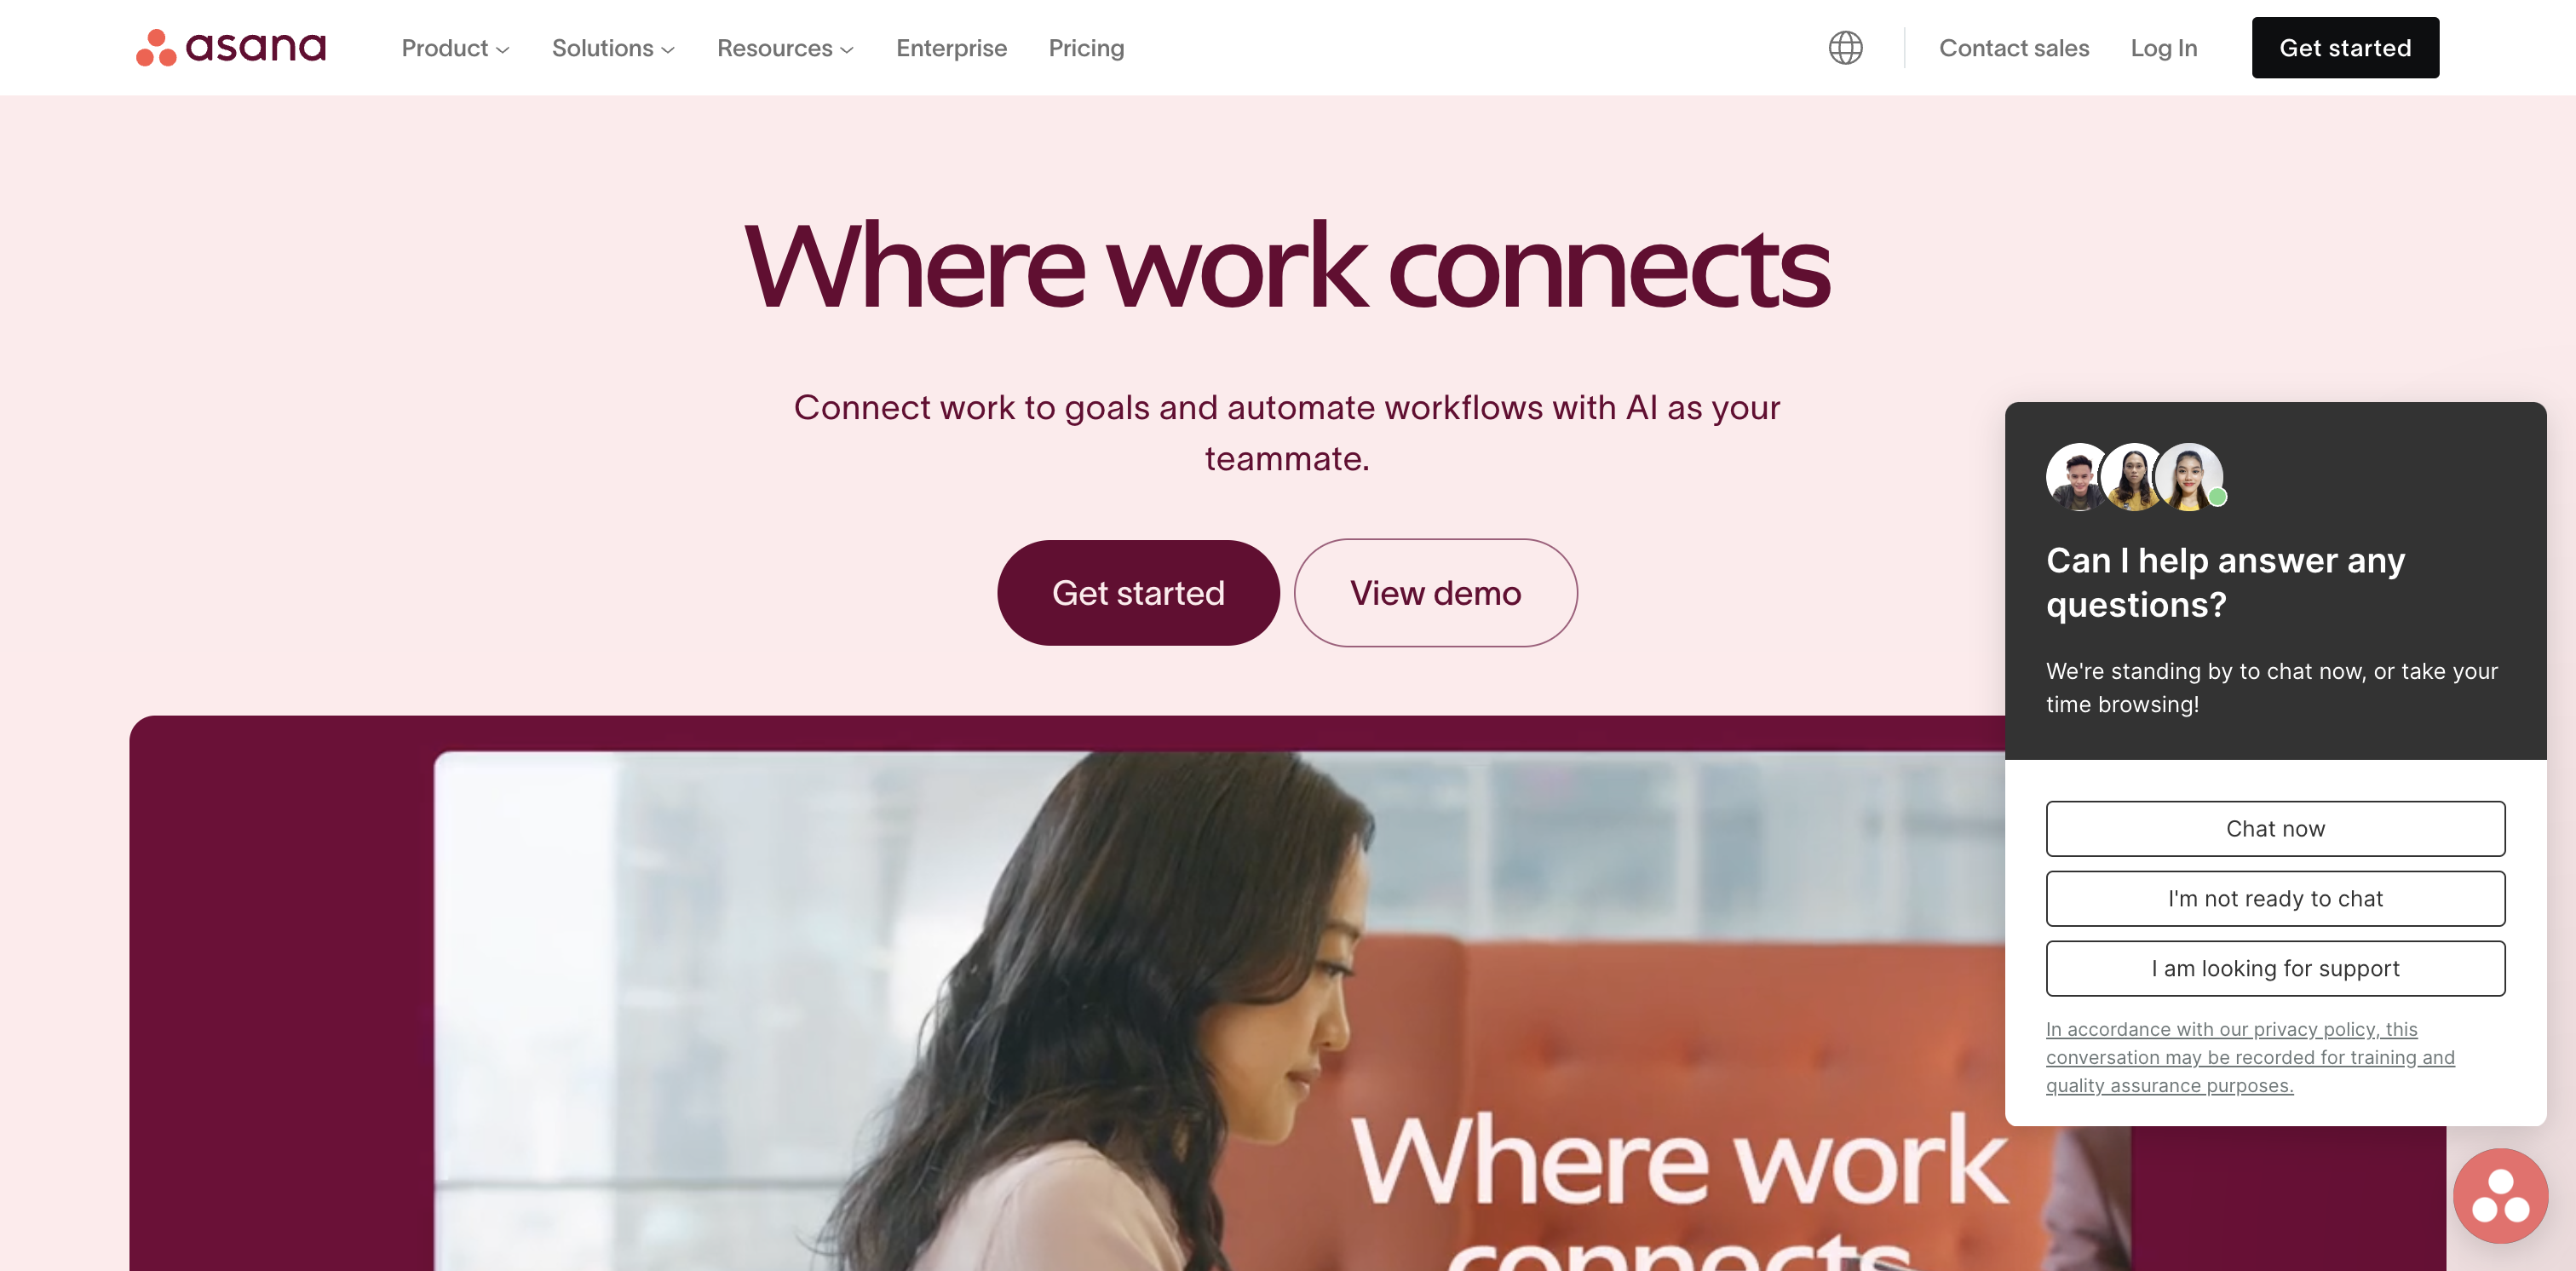 asana
Product
Solutions
Resources
Enterprise
Pricing
Contact sales
Log In
Get started
Where work connects
Connect work to goals and automate workflows with AI as your
teammate.
Get started
View demo
Where work
connects
Can I help answer any
questions?
We're standing by to chat now, or take your
time browsing!
Chat now
I'm not ready to chat
I am looking for support
In accordance with our privacy policy, this
conversation may be recorded for training and
quality assurance purposes.